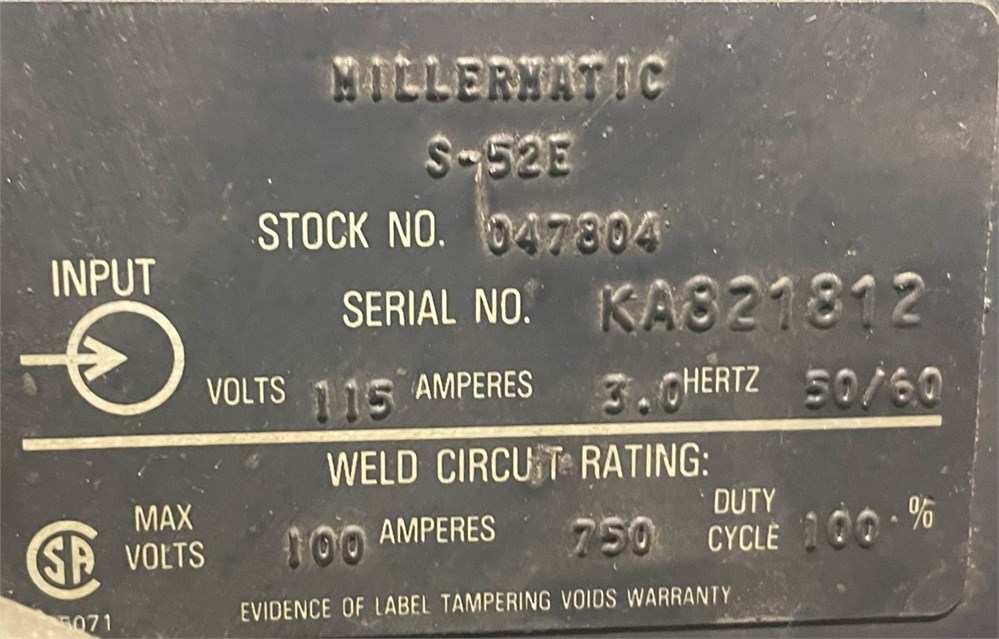 MILLERMATIC
S-52E
STOCK NO. 047804
INPUT
SERIAL NO. KA821812
VOLTS 115 AMPERES 3.0 HERTZ 50/60
WELD CIRCUIT RATING:
MAX VOLTS 100 AMPERES 750 DUTY CYCLE 100 %
SA
EVIDENCE OF LABEL TAMPERING VOIDS WARRANTY